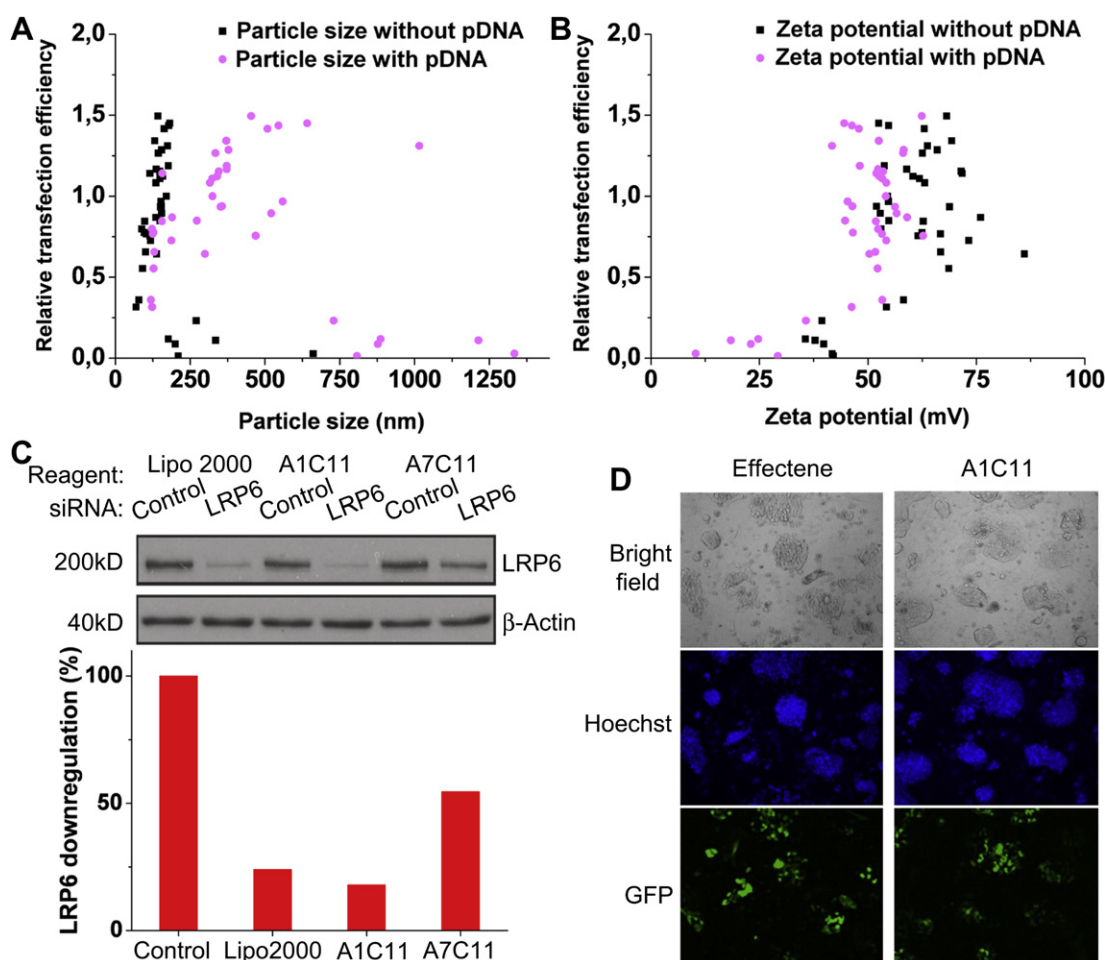 A
Particle size without pDNA
Particle size with pDNA
Relative transfection efficiency
2,0
1,5
1,0
0,5
0,0
0 250 500 750 1000 1250
Particle size (nm)
B
Zeta potential without pDNA
Zeta potential with pDNA
Relative transfection efficiency
2,0
1,5
1,0
0,5
0,0
0 25 50 75 100
Zeta potential (mV)
C
Reagent: Lipo 2000 A1C11 A7C11
siRNA: Control LRP6 Control LRP6 Control LRP6
200kD LRP6
40kD β-Actin
LRP6 downregulation (%)
100
50
0
Control Lipo2000 A1C11 A7C11
D
Effectene A1C11
Bright
field
Hoechst
GFP